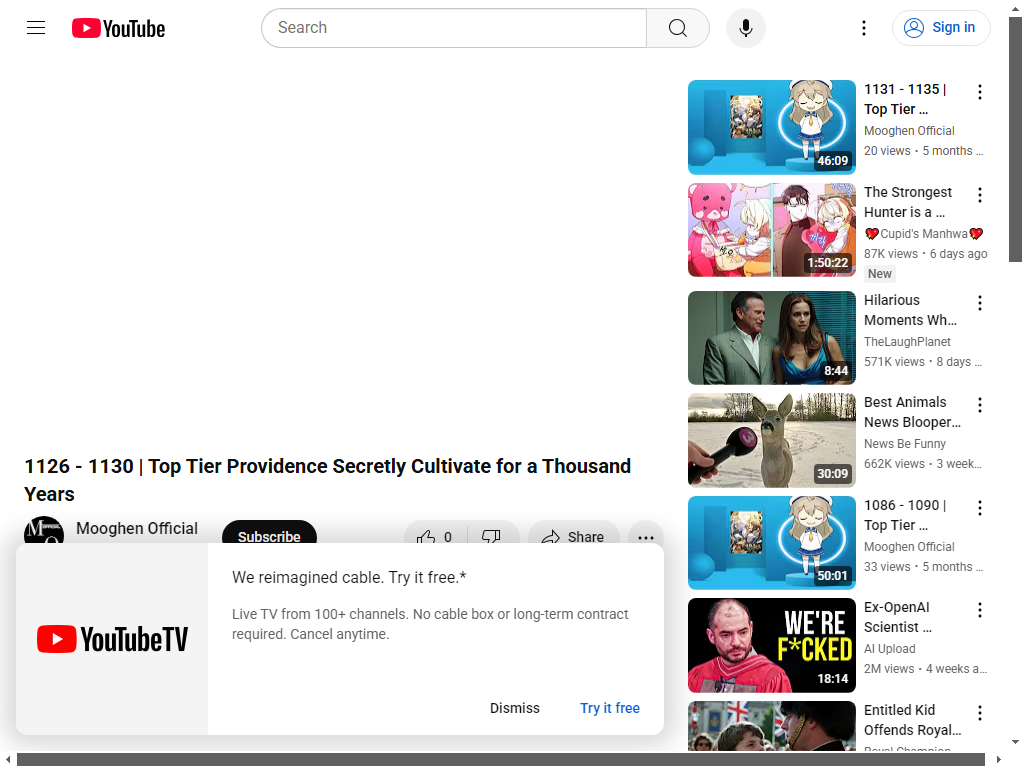 YouTube
Search
Sign in
1126 - 1130 | Top Tier Providence Secretly Cultivate for a Thousand
Years
Mooghen Official
Subscribe
0
Share
YouTubeTV
We reimagined cable. Try it free.*
Live TV from 100+ channels. No cable box or long-term contract
required. Cancel anytime.
Dismiss
Try it free
46:09
1131 - 1135 |
Top Tier …
Mooghen Official
20 views • 5 months …
1:50:22
The Strongest
Hunter is a …
Cupid's Manhwa
87K views • 6 days ago
New
8:44
Hilarious
Moments Wh…
TheLaughPlanet
571K views • 8 days …
30:09
Best Animals
News Blooper…
News Be Funny
662K views • 3 week…
50:01
1086 - 1090 |
Top Tier …
Mooghen Official
33 views • 5 months …
WE'RE
F*CKED
18:14
Ex-OpenAI
Scientist …
AI Upload
2M views • 4 weeks a…
Entitled Kid
Offends Royal…
Royal Champion